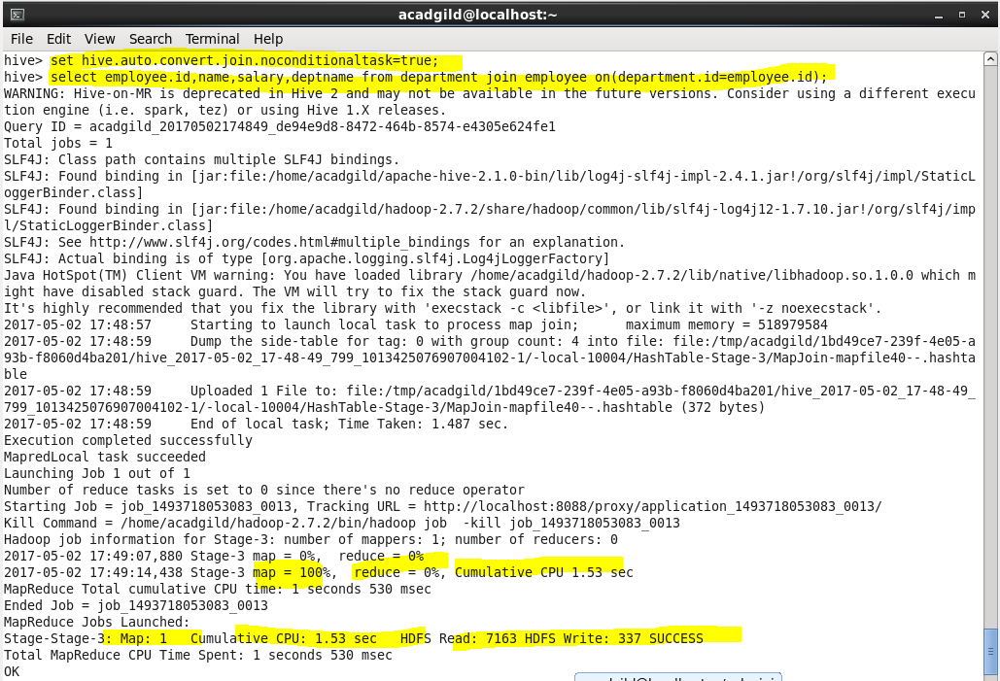 acadgild@localhost:~
File Edit View Search Terminal Help
hive> set hive.auto.convert.join.noconditionaltask=true;
hive> select employee.id,name,salary,deptname from department join employee on(department.id=employee.id);
WARNING: Hive-on-MR is deprecated in Hive 2 and may not be available in the future versions. Consider using a different execu
tion engine (i.e. spark, tez) or using Hive 1.X releases.
Query ID = acadgild_20170502174849_de94e9d8-8472-464b-8574-e4305e624fe1
Total jobs = 1
SLF4J: Class path contains multiple SLF4J bindings.
SLF4J: Found binding in [jar:file:/home/acadgild/apache-hive-2.1.0-bin/lib/log4j-slf4j-impl-2.4.1.jar!/org/slf4j/impl/StaticL
oggerBinder.class]
SLF4J: Found binding in [jar:file:/home/acadgild/hadoop-2.7.2/share/hadoop/common/lib/slf4j-log4j12-1.7.10.jar!/org/slf4j/imp
l/StaticLoggerBinder.class]
SLF4J: See http://www.slf4j.org/codes.html#multiple_bindings for an explanation.
SLF4J: Actual binding is of type [org.apache.logging.slf4j.Log4jLoggerFactory]
Java HotSpot(TM) Client VM warning: You have loaded library /home/acadgild/hadoop-2.7.2/lib/native/libhadoop.so.1.0.0 which m
ight have disabled stack guard. The VM will try to fix the stack guard now.
It's highly recommended that you fix the library with 'execstack -c <libfile>', or link it with '-z noexecstack'.
2017-05-02 17:48:57     Starting to launch local task to process map join;      maximum memory = 518979584
2017-05-02 17:48:59     Dump the side-table for tag: 0 with group count: 4 into file: file:/tmp/acadgild/1bd49ce7-239f-4e05-a
93b-f8060d4ba201/hive_2017-05-02_17-48-49_799_1013425076907004102-1/-local-10004/HashTable-Stage-3/MapJoin-mapfile40--.hashta
ble
2017-05-02 17:48:59     Uploaded 1 File to: file:/tmp/acadgild/1bd49ce7-239f-4e05-a93b-f8060d4ba201/hive_2017-05-02_17-48-49_
799_1013425076907004102-1/-local-10004/HashTable-Stage-3/MapJoin-mapfile40--.hashtable (372 bytes)
2017-05-02 17:48:59     End of local task; Time Taken: 1.487 sec.
Execution completed successfully
MapredLocal task succeeded
Launching Job 1 out of 1
Number of reduce tasks is set to 0 since there's no reduce operator
Starting Job = job_1493718053083_0013, Tracking URL = http://localhost:8088/proxy/application_1493718053083_0013/
Kill Command = /home/acadgild/hadoop-2.7.2/bin/hadoop job  -kill job_1493718053083_0013
Hadoop job information for Stage-3: number of mappers: 1; number of reducers: 0
2017-05-02 17:49:07,880 Stage-3 map = 0%,  reduce = 0%
2017-05-02 17:49:14,438 Stage-3 map = 100%,  reduce = 0%, Cumulative CPU 1.53 sec
MapReduce Total cumulative CPU time: 1 seconds 530 msec
Ended Job = job_1493718053083_0013
MapReduce Jobs Launched:
Stage-Stage-3: Map: 1   Cumulative CPU: 1.53 sec   HDFS Read: 7163 HDFS Write: 337 SUCCESS
Total MapReduce CPU Time Spent: 1 seconds 530 msec
OK